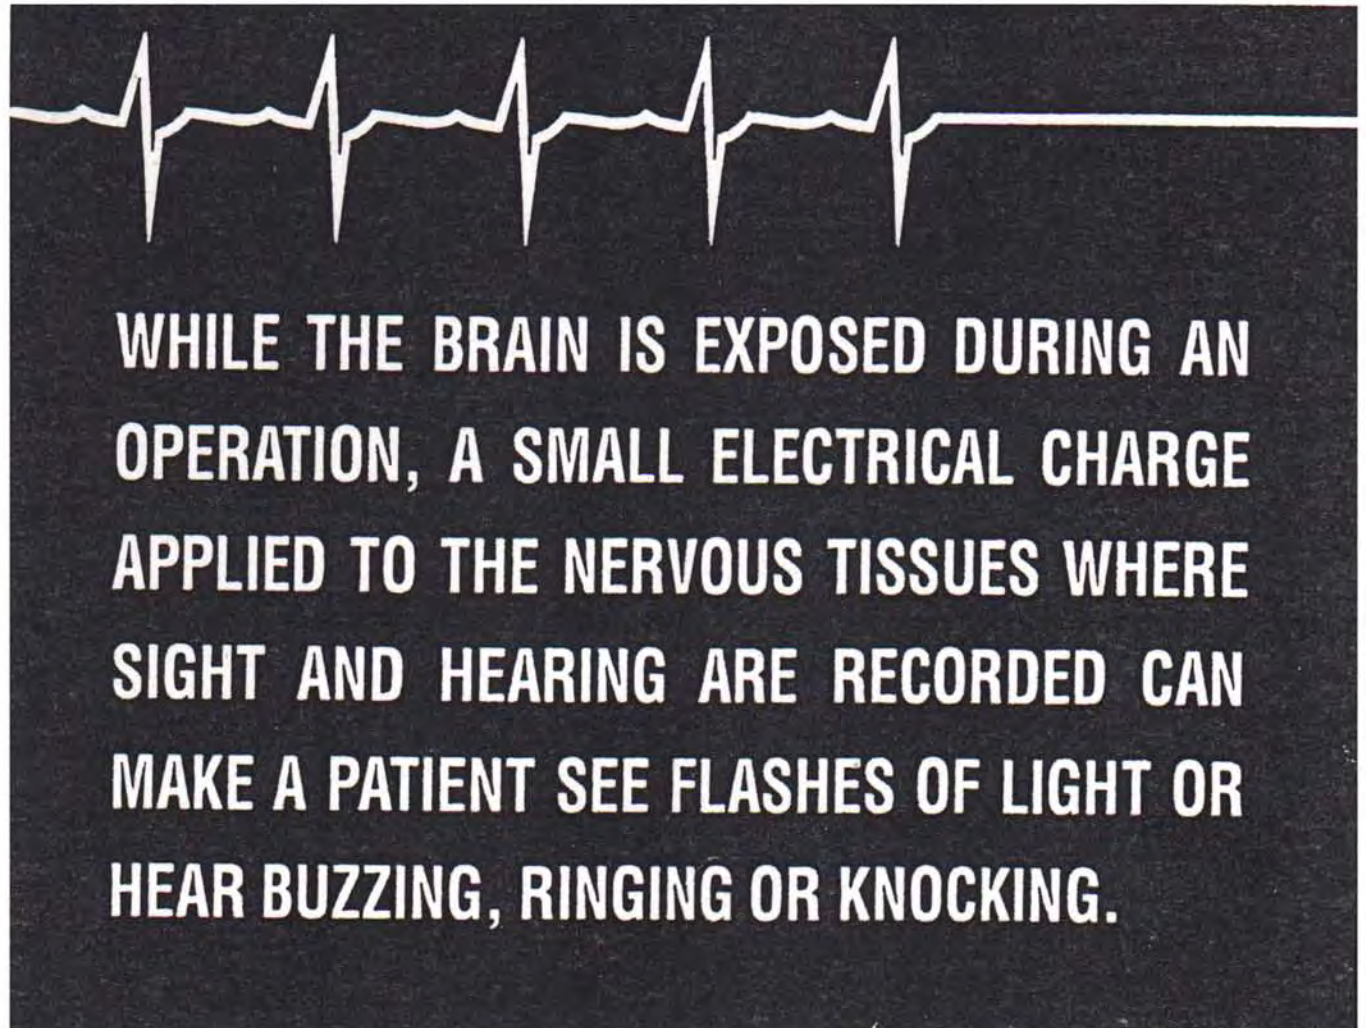 WHILE THE BRAIN IS EXPOSED DURING AN
OPERATION, A SMALL ELECTRICAL CHARGE
APPLIED TO THE NERVOUS TISSUES WHERE
SIGHT AND HEARING ARE RECORDED CAN
MAKE A PATIENT SEE FLASHES OF LIGHT OR
HEAR BUZZING, RINGING OR KNOCKING.